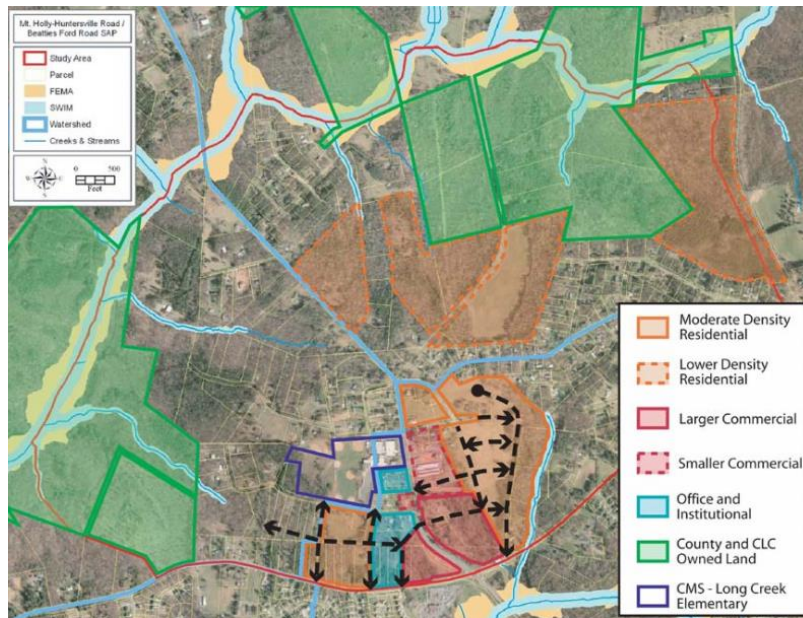 Mt. Holly-Huntersville Road /
Beatties Ford Road SAP
Study Area
Parcel
FEMA
SWIM
Watershed
Creeks & Streams
N
W
E
S
0 500
Feet
Moderate Density
Residential
Lower Density
Residential
Larger Commercial
Smaller Commercial
Office and
Institutional
County and CLC
Owned Land
CMS - Long Creek
Elementary